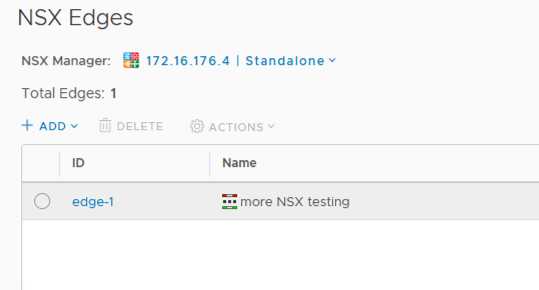 NSX Edges
NSX Manager: 172.16.176.4 | Standalone
Total Edges: 1
+ ADD DELETE ACTIONS
ID Name
edge-1 more NSX testing